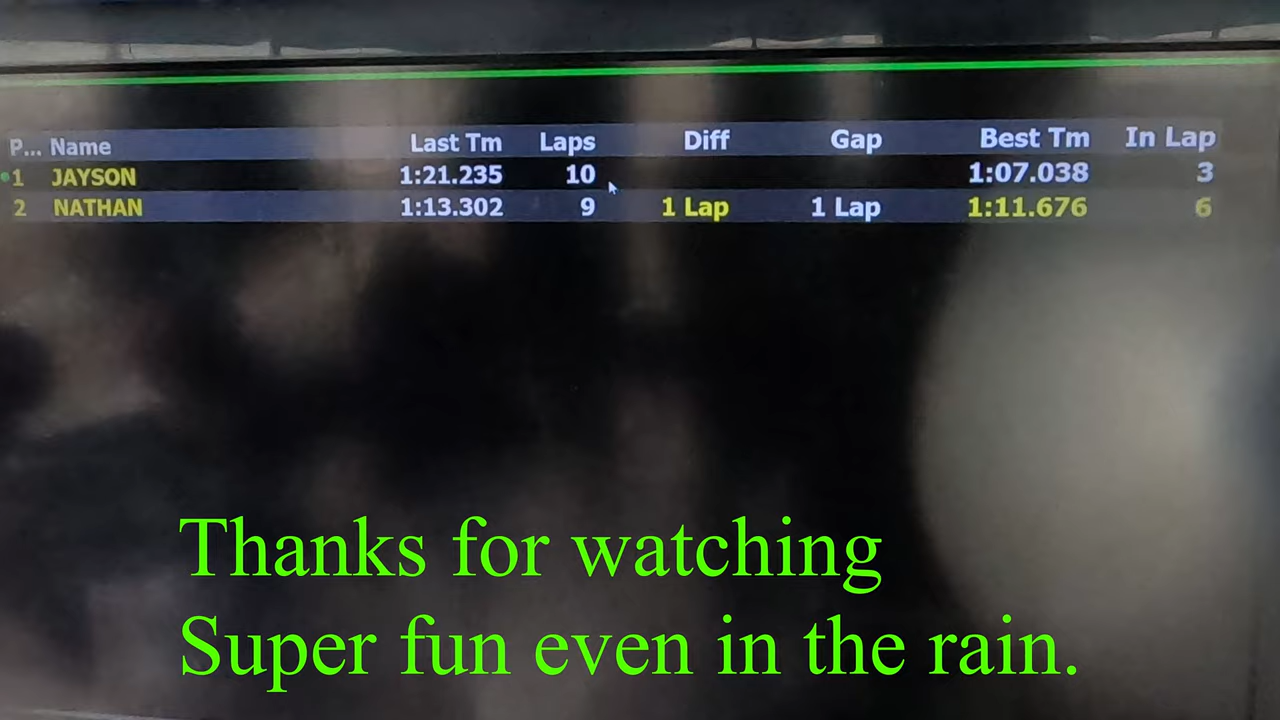 P... Name Last Tm Laps Diff Gap Best Tm In Lap
1 JAYSON 1:21.235 10 1:07.038 3
2 NATHAN 1:13.302 9 1 Lap 1 Lap 1:11.676 6
Thanks for watching
Super fun even in the rain.